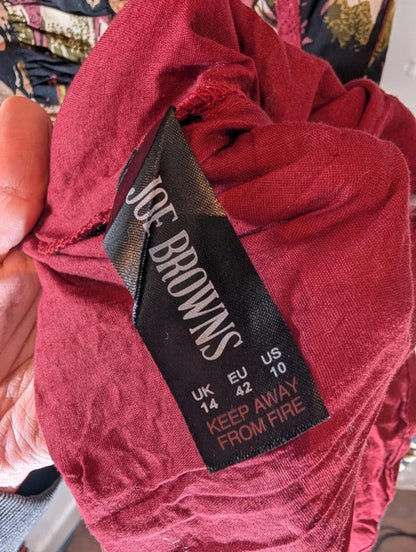 JOE BROWNS
UK EU US
14 42 10
KEEP AWAY
FROM FIRE